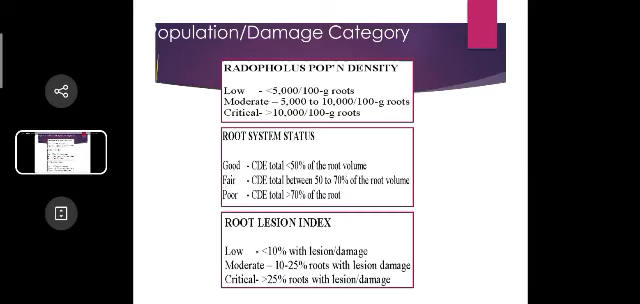 opulation/Damage Category
RADOPHOLUS POP'N DENSITY
Low - <5,000/100-g roots
Moderate – 5,000 to 10,000/100-g roots
Critical- >10,000/100-g roots
ROOT SYSTEM STATUS
Good - CDE total <50% of the root volume
Fair - CDE total between 50 to 70% of the root volume
Poor - CDE total >70% of the root
ROOT LESION INDEX
Low - <10% with lesion/damage
Moderate – 10-25% roots with lesion damage
Critical- >25% roots with lesion/damage